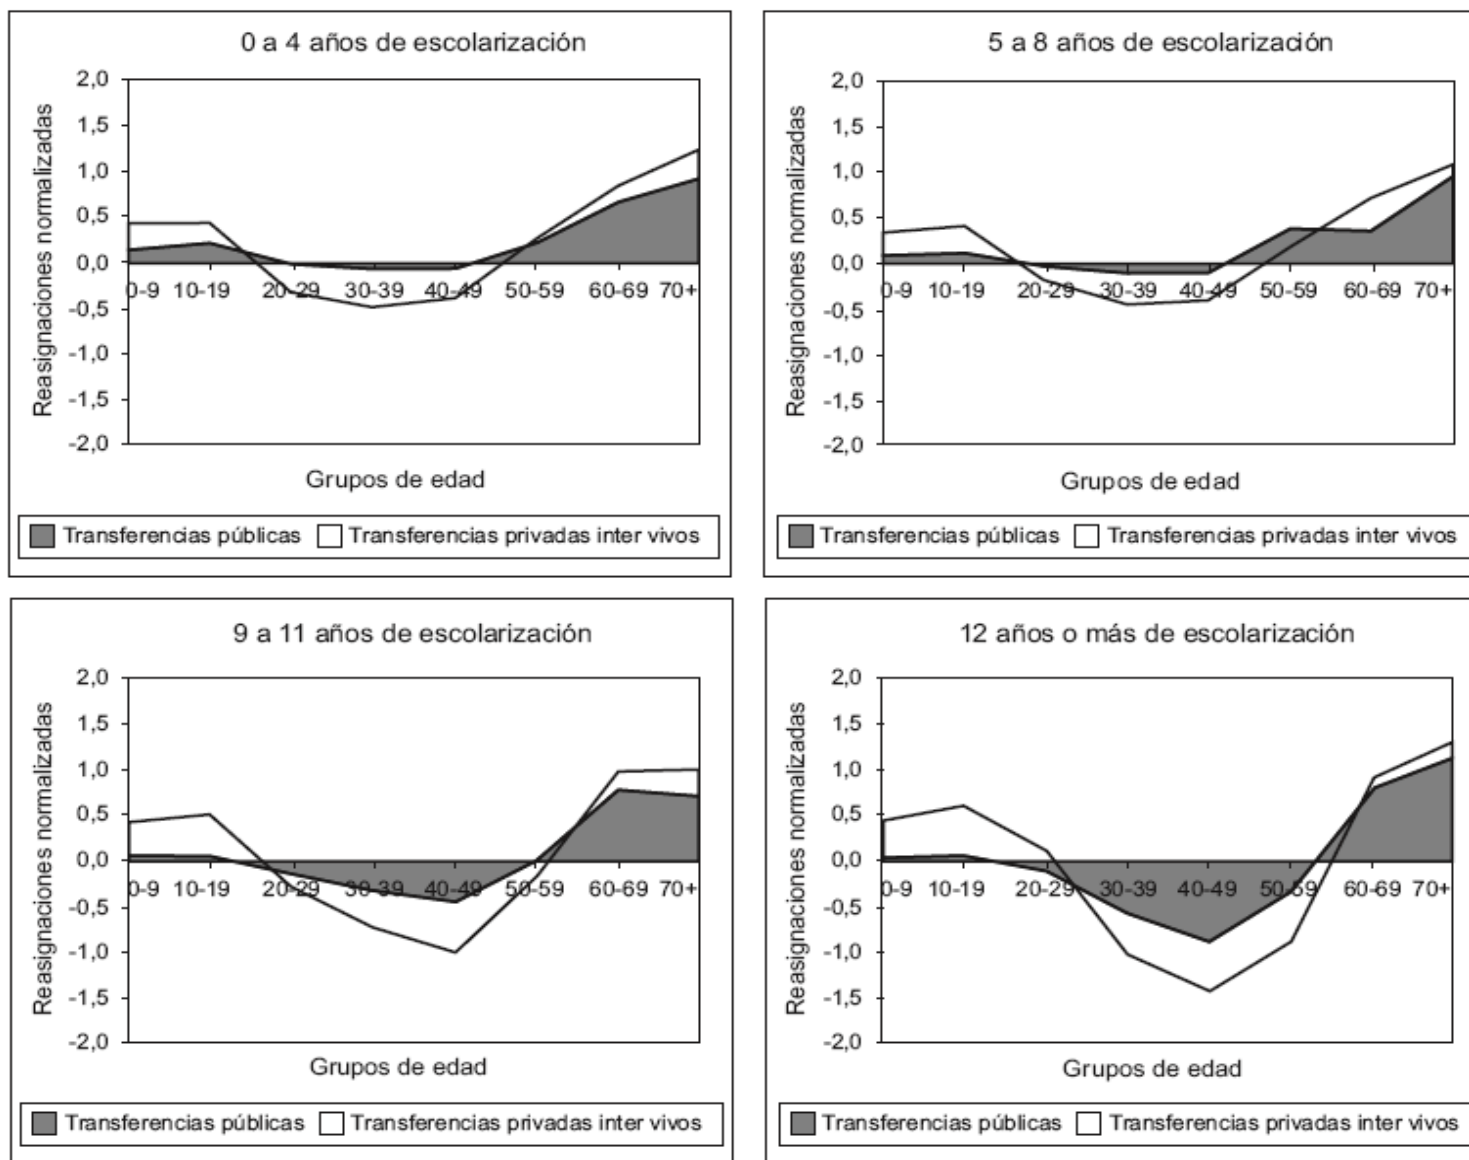 0 a 4 años de escolarización
Reasignaciones normalizadas
2,0
1,5
1,0
0,5
0,0
-0,5
-1,0
-1,5
-2,0
0-9 10-19 20-29 30-39 40-49 50-59 60-69 70+
Grupos de edad
Transferencias públicas Transferencias privadas inter vivos
5 a 8 años de escolarización
Reasignaciones normalizadas
2,0
1,5
1,0
0,5
0,0
-0,5
-1,0
-1,5
-2,0
0-9 10-19 20-29 30-39 40-49 50-59 60-69 70+
Grupos de edad
Transferencias públicas Transferencias privadas inter vivos
9 a 11 años de escolarización
Reasignaciones normalizadas
2,0
1,5
1,0
0,5
0,0
-0,5
-1,0
-1,5
-2,0
0-9 10-19 20-29 30-39 40-49 50-59 60-69 70+
Grupos de edad
Transferencias públicas Transferencias privadas inter vivos
12 años o más de escolarización
Reasignaciones normalizadas
2,0
1,5
1,0
0,5
0,0
-0,5
-1,0
-1,5
-2,0
0-9 10-19 20-29 30-39 40-49 50-59 60-69 70+
Grupos de edad
Transferencias públicas Transferencias privadas inter vivos